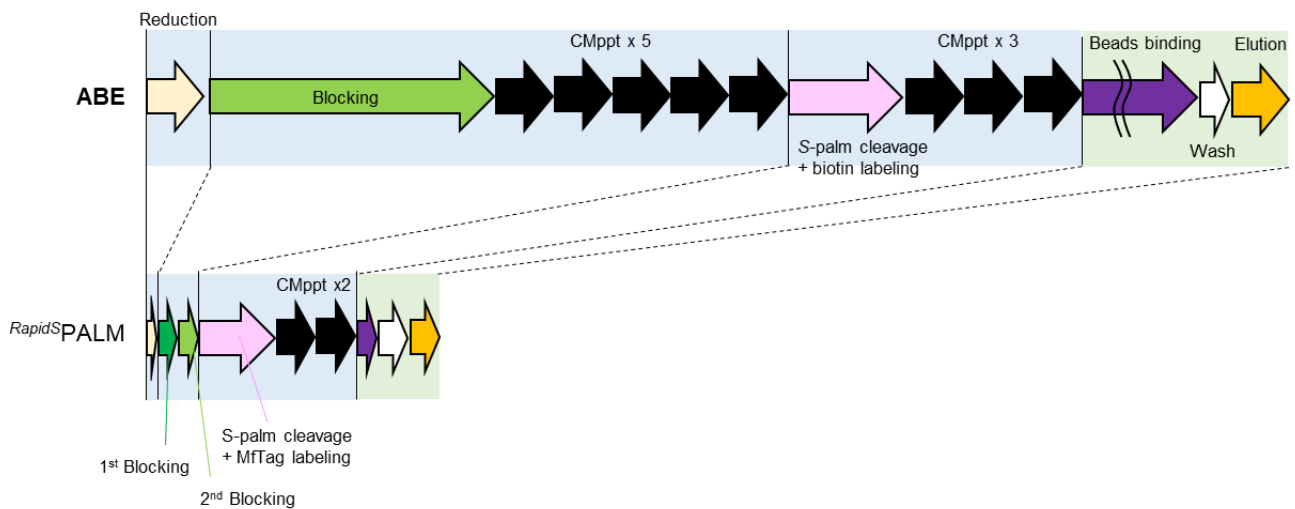 Reduction
CMppt x 5
CMppt x 3
Beads binding
Elution
ABE
Blocking
S-palm cleavage
+ biotin labeling
Wash
CMppt x2
RapidSPALM
S-palm cleavage
+ MfTag labeling
1st Blocking
2nd Blocking